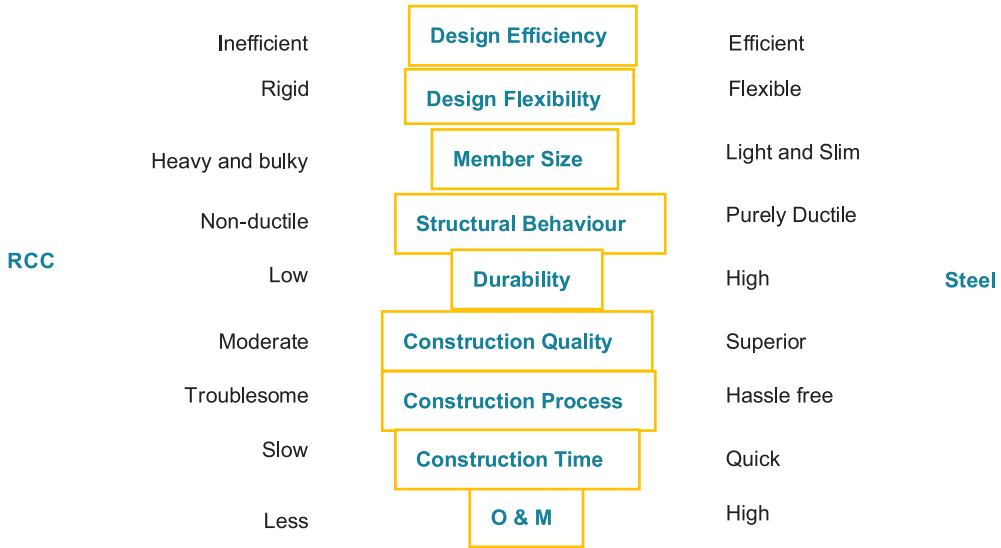 Inefficient Design Efficiency Efficient
Rigid Design Flexibility Flexible
Heavy and bulky Member Size Light and Slim
Non-ductile Structural Behaviour Purely Ductile
RCC
Low Durability High
Steel
Moderate Construction Quality Superior
Troublesome Construction Process Hassle free
Slow Construction Time Quick
Less O & M High